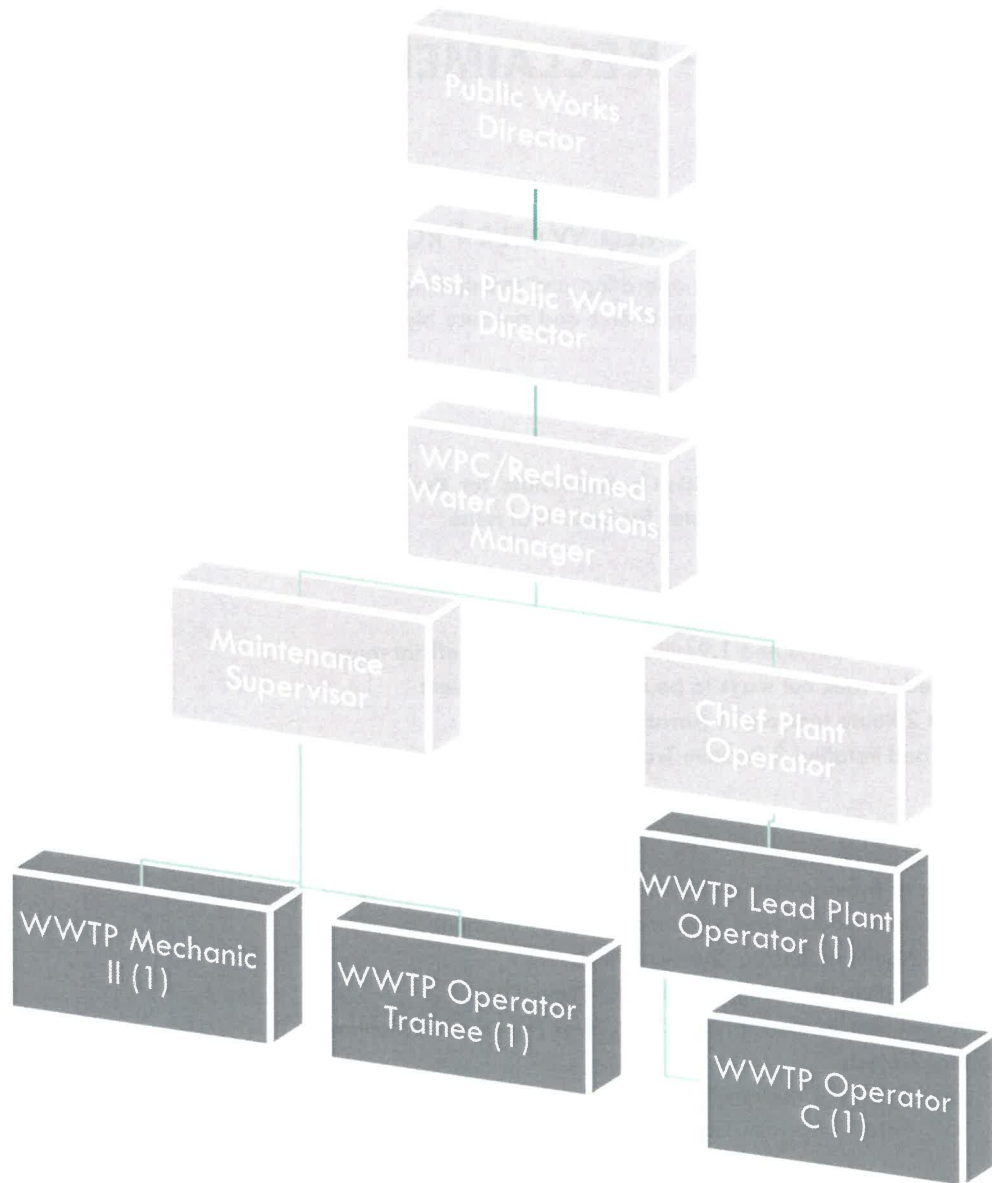 Public Works
Director
Asst. Public Works
Director
WPC/Reclaimed
Water Operations
Manager
Maintenance
Supervisor
Chief Plant
Operator
WWTP Mechanic
II (1)
WWTP Operator
Trainee (1)
WWTP Lead Plant
Operator (1)
WWTP Operator
C (1)